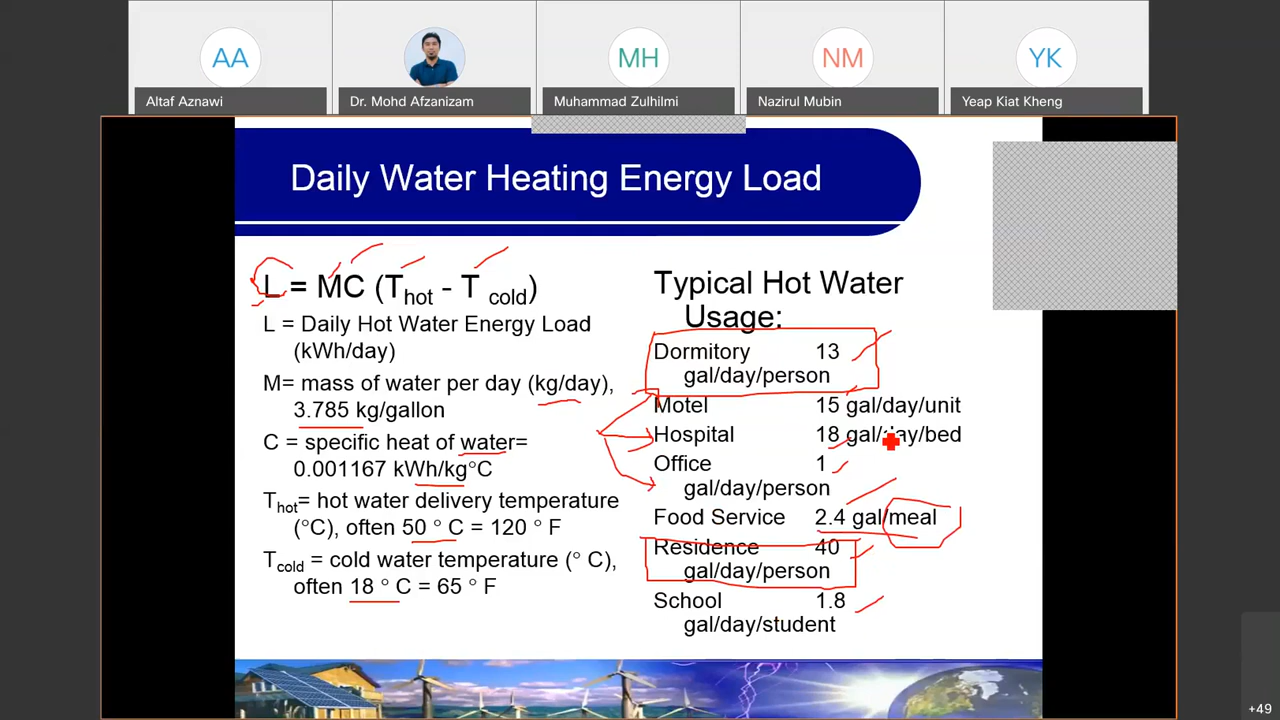 AA
MH
NM
YK
Altaf Aznawi
Dr. Mohd Afzanizam
Muhammad Zulhilmi
Nazirul Mubin
Yeap Kiat Kheng
Daily Water Heating Energy Load
L = MC (Thot - T cold)
L = Daily Hot Water Energy Load
(kWh/day)
M= mass of water per day (kg/day),
3.785 kg/gallon
C = specific heat of water=
0.001167 kWh/kg°C
Thot= hot water delivery temperature
(°C), often 50 ° C = 120 ° F
Tcold = cold water temperature (° C),
often 18 ° C = 65 ° F
Typical Hot Water
Usage:
Dormitory 13
gal/day/person
Motel 15 gal/day/unit
Hospital 18 gal/day/bed
Office 1
gal/day/person
Food Service 2.4 gal/meal
Residence 40
gal/day/person
School 1.8
gal/day/student
+49